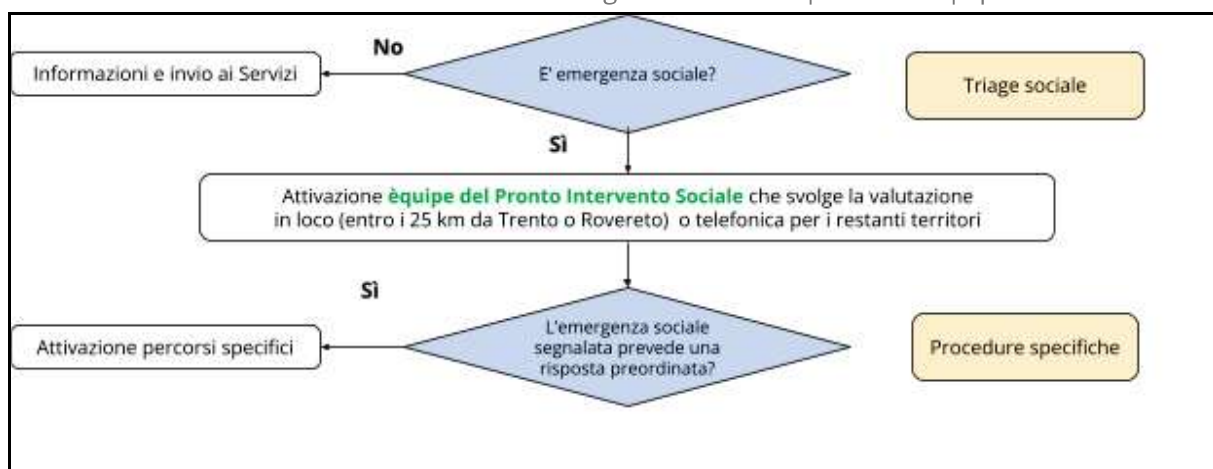 No
Informazioni e invio ai Servizi
E' emergenza sociale?
Triage sociale
Sì
Attivazione èquipe del Pronto Intervento Sociale che svolge la valutazione
in loco (entro i 25 km da Trento o Rovereto) o telefonica per i restanti territori
Sì
L'emergenza sociale
segnalata prevede una
risposta preordinata?
Attivazione percorsi specifici
Procedure specifiche